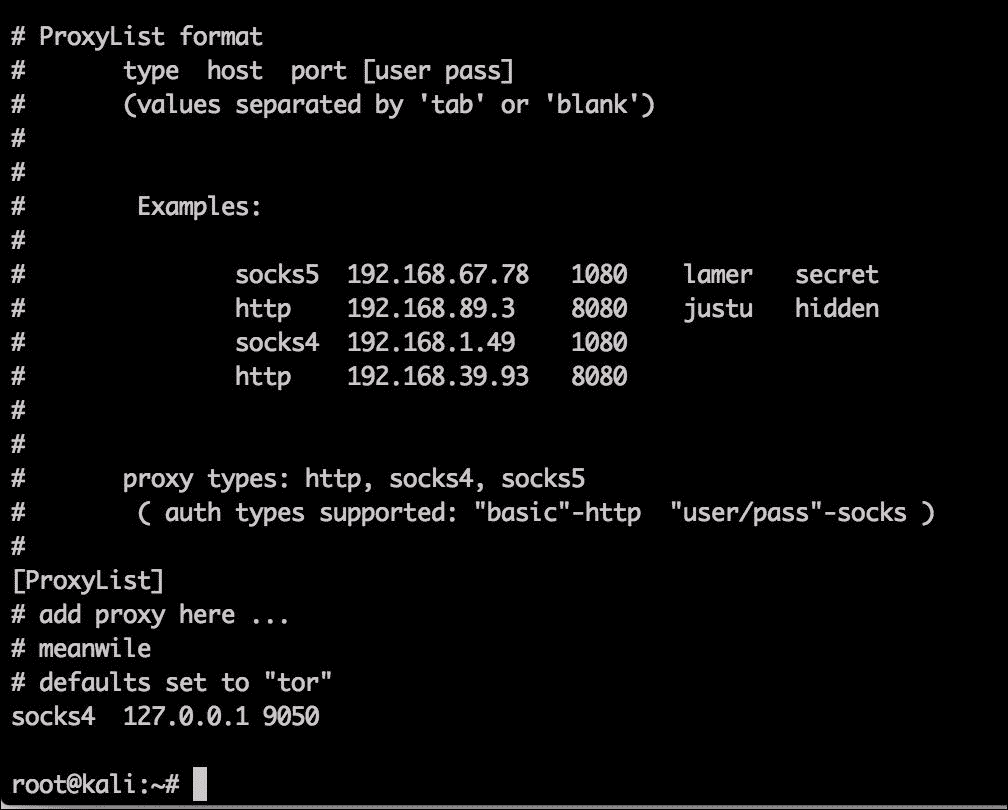 # ProxyList format
#       type  host  port [user pass]
#       (values separated by 'tab' or 'blank')
#
#
#        Examples:
#
#               socks5  192.168.67.78   1080    lamer   secret
#               http    192.168.89.3    8080    justu   hidden
#               socks4  192.168.1.49    1080
#               http    192.168.39.93   8080
#
#
#       proxy types: http, socks4, socks5
#        ( auth types supported: "basic"-http  "user/pass"-socks )
#
[ProxyList]
# add proxy here ...
# meanwile
# defaults set to "tor"
socks4  127.0.0.1 9050
root@kali:~#